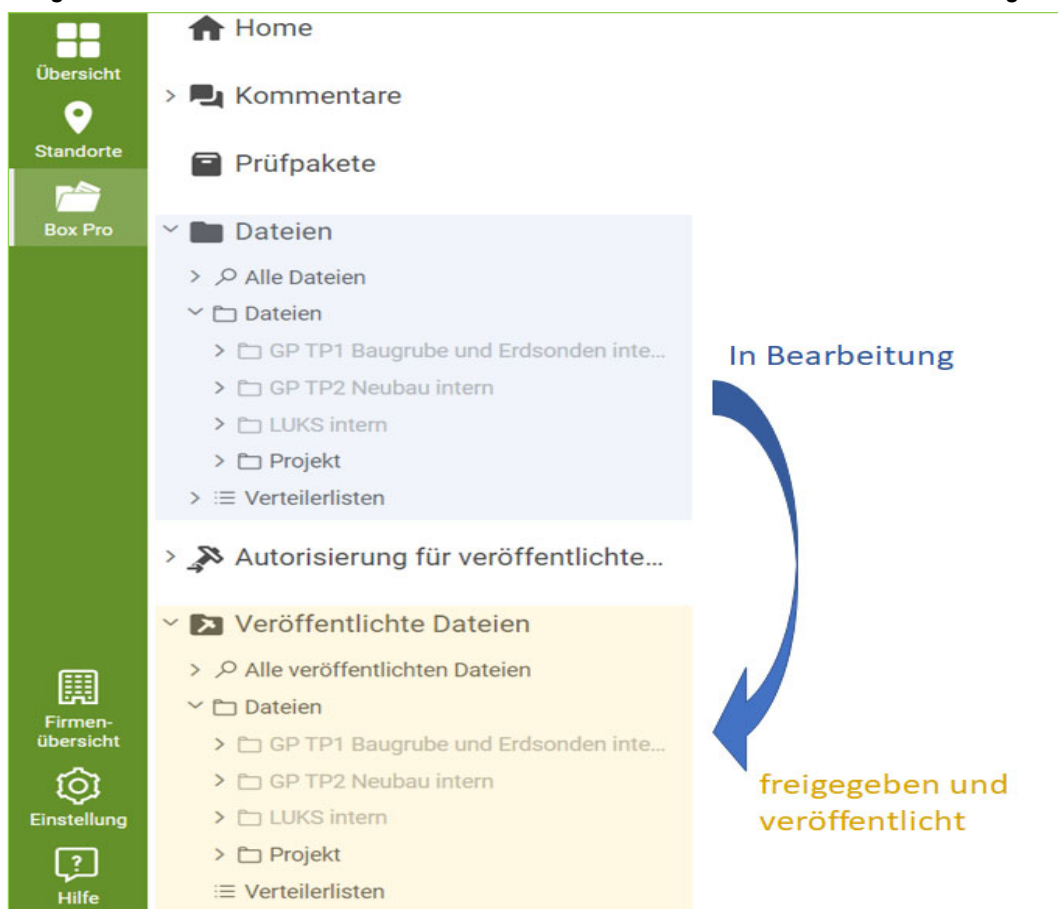 Übersicht
Standorte
Box Pro
Firmen-
übersicht
Einstellung
Hilfe
Home
Kommentare
Prüfpakete
Dateien
Alle Dateien
Dateien
GP TP1 Baugrube und Erdsonden inte...
GP TP2 Neubau intern
LUKS intern
Projekt
Verteilerlisten
Autorisierung für veröffentlichte...
Veröffentlichte Dateien
Alle veröffentlichten Dateien
Dateien
GP TP1 Baugrube und Erdsonden inte...
GP TP2 Neubau intern
LUKS intern
Projekt
Verteilerlisten
In Bearbeitung
freigegeben und
veröffentlicht